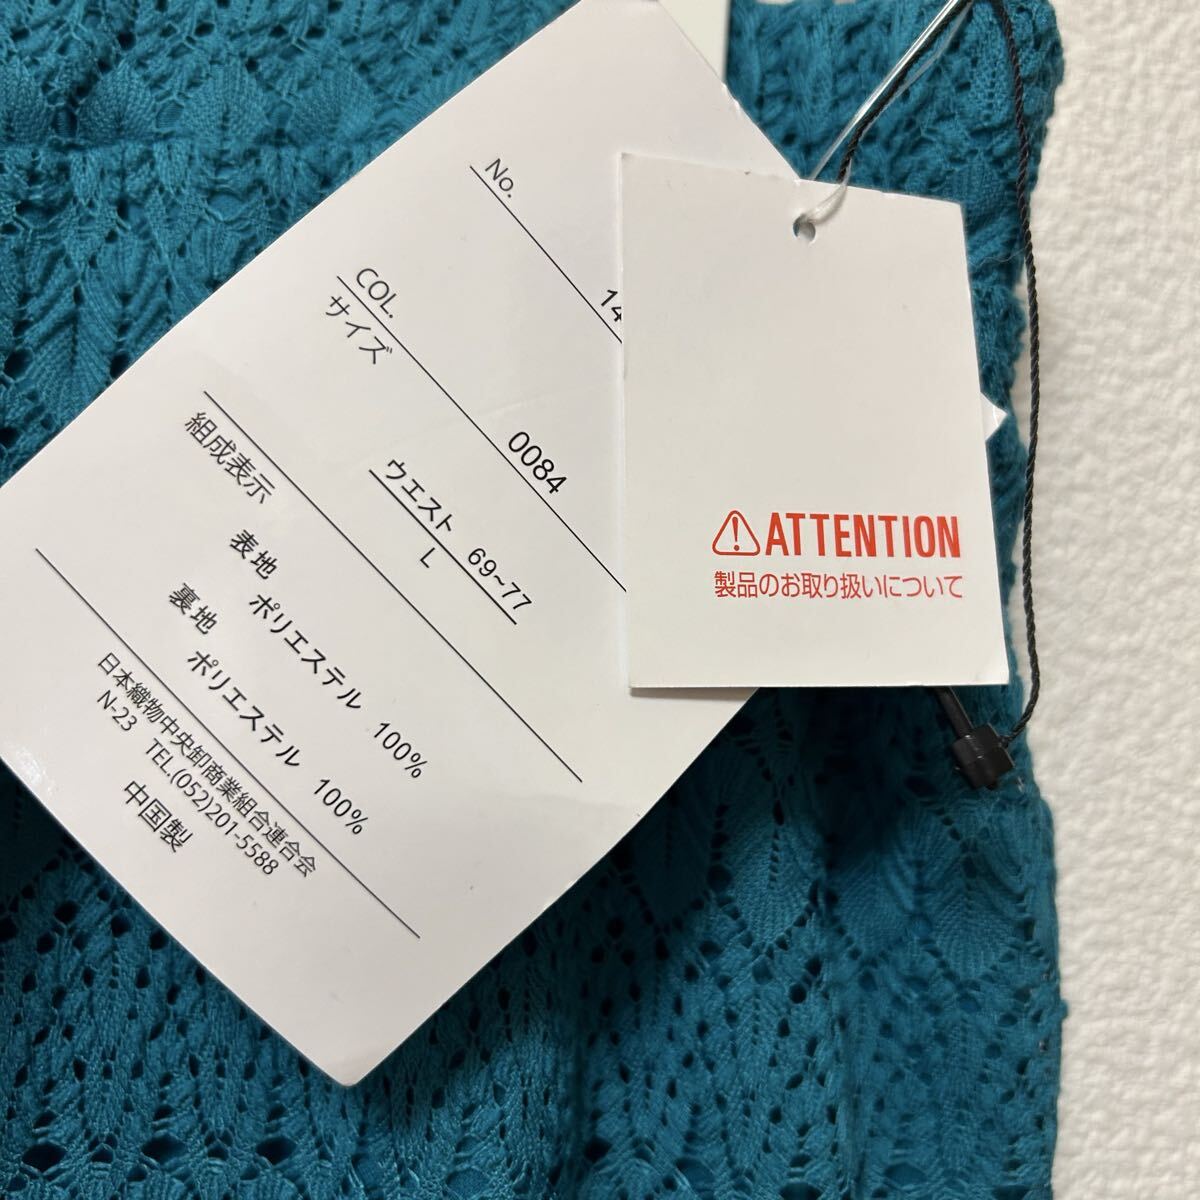 No.
14
COL.
0084
サイズ
ウエスト 69~77
L
組成表示
表地 ポリエステル 100%
裏地 ポリエステル 100%
日本織物中央卸商業組合連合会
N-23 TEL.(052)201-5588
中国製
⚠ATTENTION
製品のお取り扱いについて